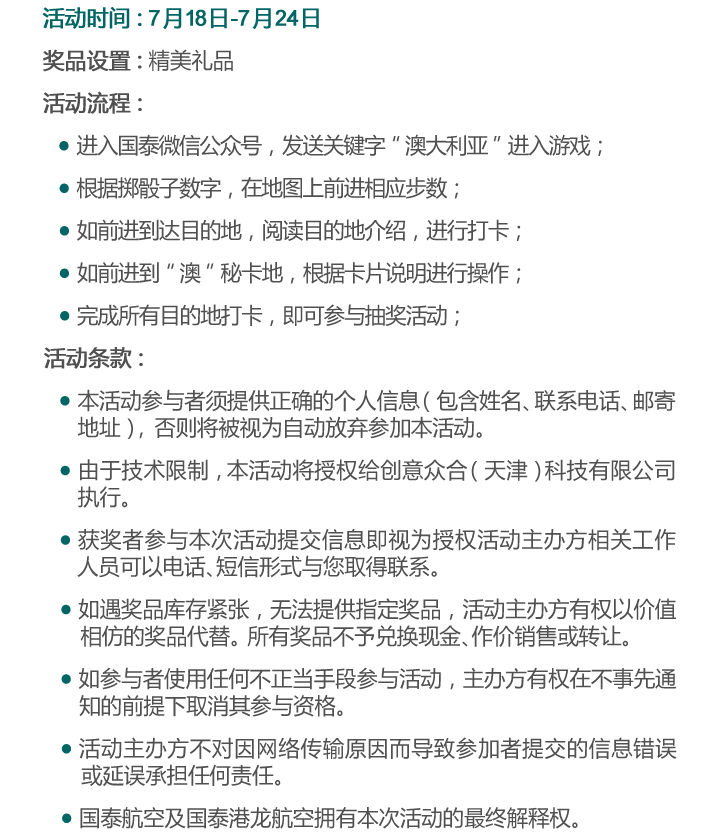 活动时间：7月18日-7月24日
奖品设置：精美礼品
活动流程：
● 进入国泰微信公众号，发送关键字“澳大利亚”进入游戏；
● 根据掷骰子数字，在地图上前进相应步数；
● 如前进到达目的地，阅读目的地介绍，进行打卡；
● 如前进到“澳”秘卡地，根据卡片说明进行操作；
● 完成所有目的地打卡，即可参与抽奖活动；
活动条款：
● 本活动参与者须提供正确的个人信息（包含姓名、联系电话、邮寄
地址），否则将被视为自动放弃参加本活动。
● 由于技术限制，本活动将授权给创意众合（天津）科技有限公司
执行。
● 获奖者参与本次活动提交信息即视为授权活动主办方相关工作
人员可以电话、短信形式与您取得联系。
● 如遇奖品库存紧张，无法提供指定奖品，活动主办方有权以价值
相仿的奖品代替。所有奖品不予兑换现金、作价销售或转让。
● 如参与者使用任何不正当手段参与活动，主办方有权在不事先通
知的前提下取消其参与资格。
● 活动主办方不对因网络传输原因而导致参加者提交的信息错误
或延误承担任何责任。
● 国泰航空及国泰港龙航空拥有本次活动的最终解释权。